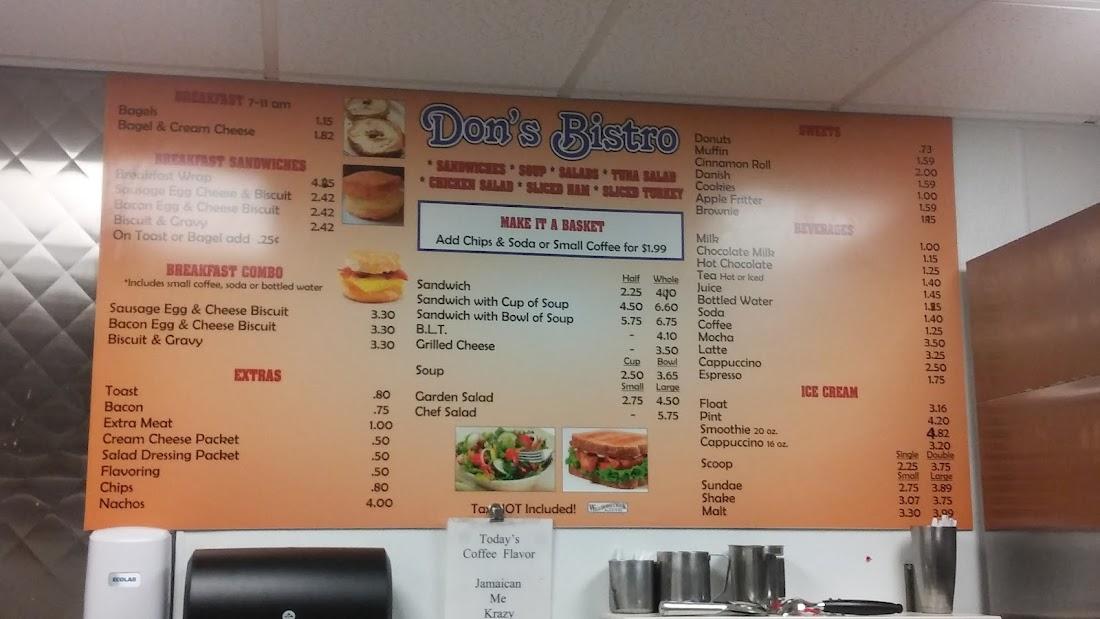 BREAKFAST 7-11 am
Bagels 1.15
Bagel & Cream Cheese 1.82
BREAKFAST SANDWICHES
Breakfast Wrap
Sausage Egg Cheese & Biscuit 2.42
Bacon Egg & Cheese Biscuit 2.42
Biscuit & Gravy 2.42
On Toast or Bagel add .25¢
BREAKFAST COMBO
*Includes small coffee, soda or bottled water
Sausage Egg & Cheese Biscuit 3.30
Bacon Egg & Cheese Biscuit 3.30
Biscuit & Gravy 3.30
EXTRAS
Toast .80
Bacon .75
Extra Meat 1.00
Cream Cheese Packet .50
Salad Dressing Packet .50
Flavoring .50
Chips .80
Nachos 4.00
Don's Bistro
* SANDWICHES * SOUP * SALADS * TUNA SALAD
* CHICKEN SALAD * SLICED HAM * SLICED TURKEY
MAKE IT A BASKET
Add Chips & Soda or Small Coffee for $1.99
Half Whole
Sandwich 2.25
Sandwich with Cup of Soup 4.50 6.60
Sandwich with Bowl of Soup 5.75 6.75
B.L.T. - 4.10
Grilled Cheese - 3.50
Cup Bowl
Soup 2.50 3.65
Small Large
Garden Salad 2.75 4.50
Chef Salad - 5.75
Tax NOT Included!
SWEETS
Donuts .73
Muffin 1.59
Cinnamon Roll 2.00
Danish 1.59
Cookies 1.00
Apple Fritter 1.59
Brownie
BEVERAGES
Milk 1.00
Chocolate Milk 1.15
Hot Chocolate 1.25
Tea Hot or Iced 1.40
Juice 1.45
Bottled Water
Soda 1.40
Coffee 1.25
Mocha 3.50
Latte 3.25
Cappuccino 2.50
Espresso 1.75
ICE CREAM
Float 3.16
Pint 4.20
Smoothie 20 oz. 4.82
Cappuccino 16 oz. 3.20
Single Double
Scoop 2.25 3.75
Small Large
Sundae 2.75 3.89
Shake 3.07 3.75
Malt 3.30 3.99
ECOLAB
Today's
Coffee Flavor
Jamaican
Me
Krazy